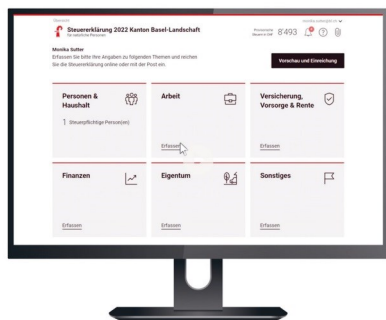 Steuererklärung 2022 Kanton Basel-Landschaft
für natürliche Personen
8'493
Monika Sutter
Erfassen Sie bitte Ihre Angaben zu folgenden Themen und reichen
Sie die Steuererklärung online oder mit der Post ein.
Vorschau und Einreichung
Personen &
Haushalt
1 Steuerpflichtige Person(en)
Arbeit
Erfassen
Versicherung,
Vorsorge & Rente
Erfassen
Finanzen
Erfassen
Eigentum
Erfassen
Sonstiges
Erfassen